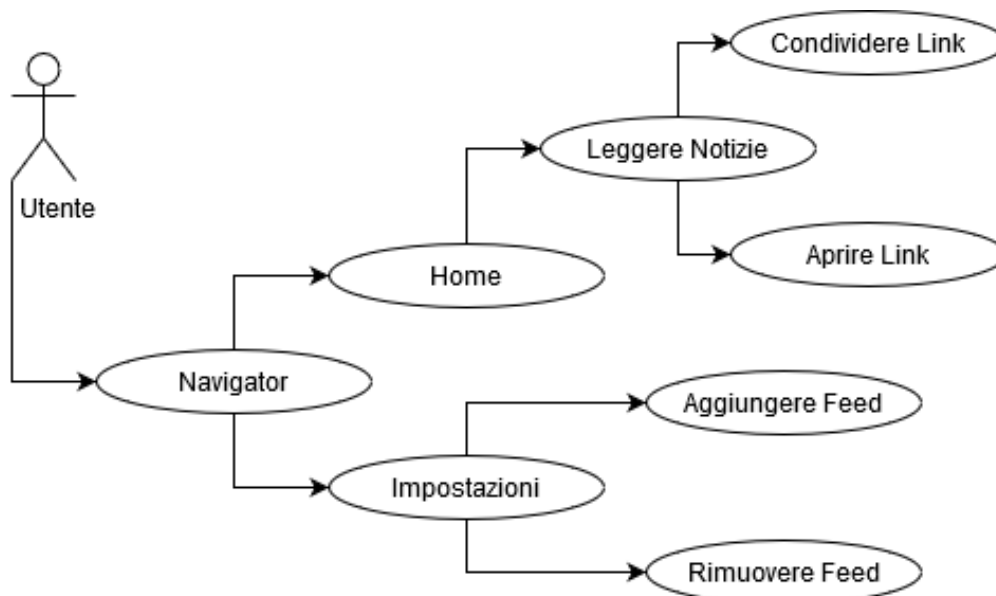 Condividere Link
Leggere Notizie
Utente
Aprire Link
Home
Navigator
Aggiungere Feed
Impostazioni
Rimuovere Feed